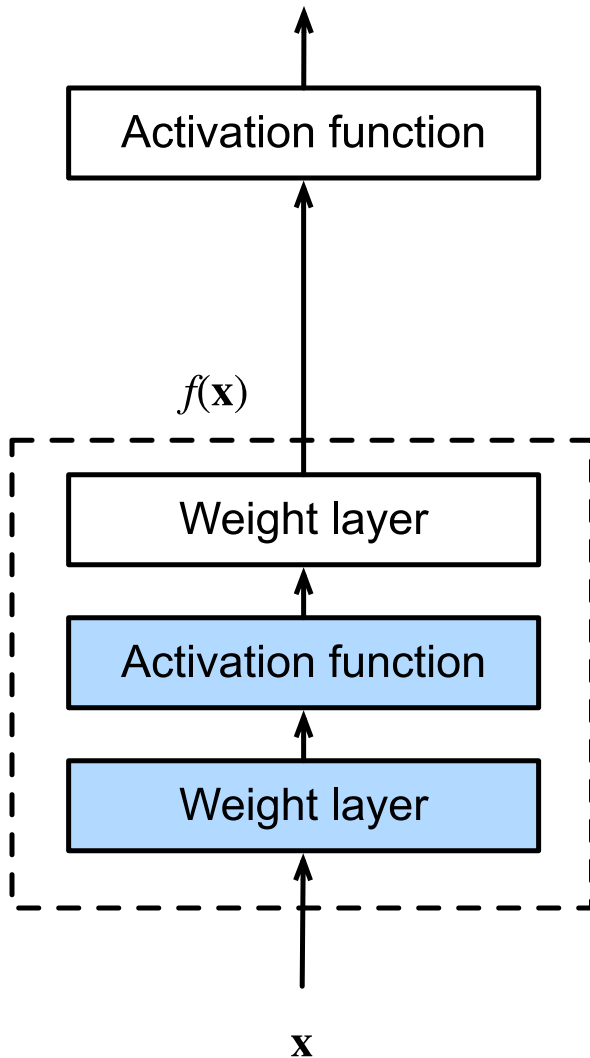 Activation function
f(x)
Weight layer
Activation function
Weight layer
x